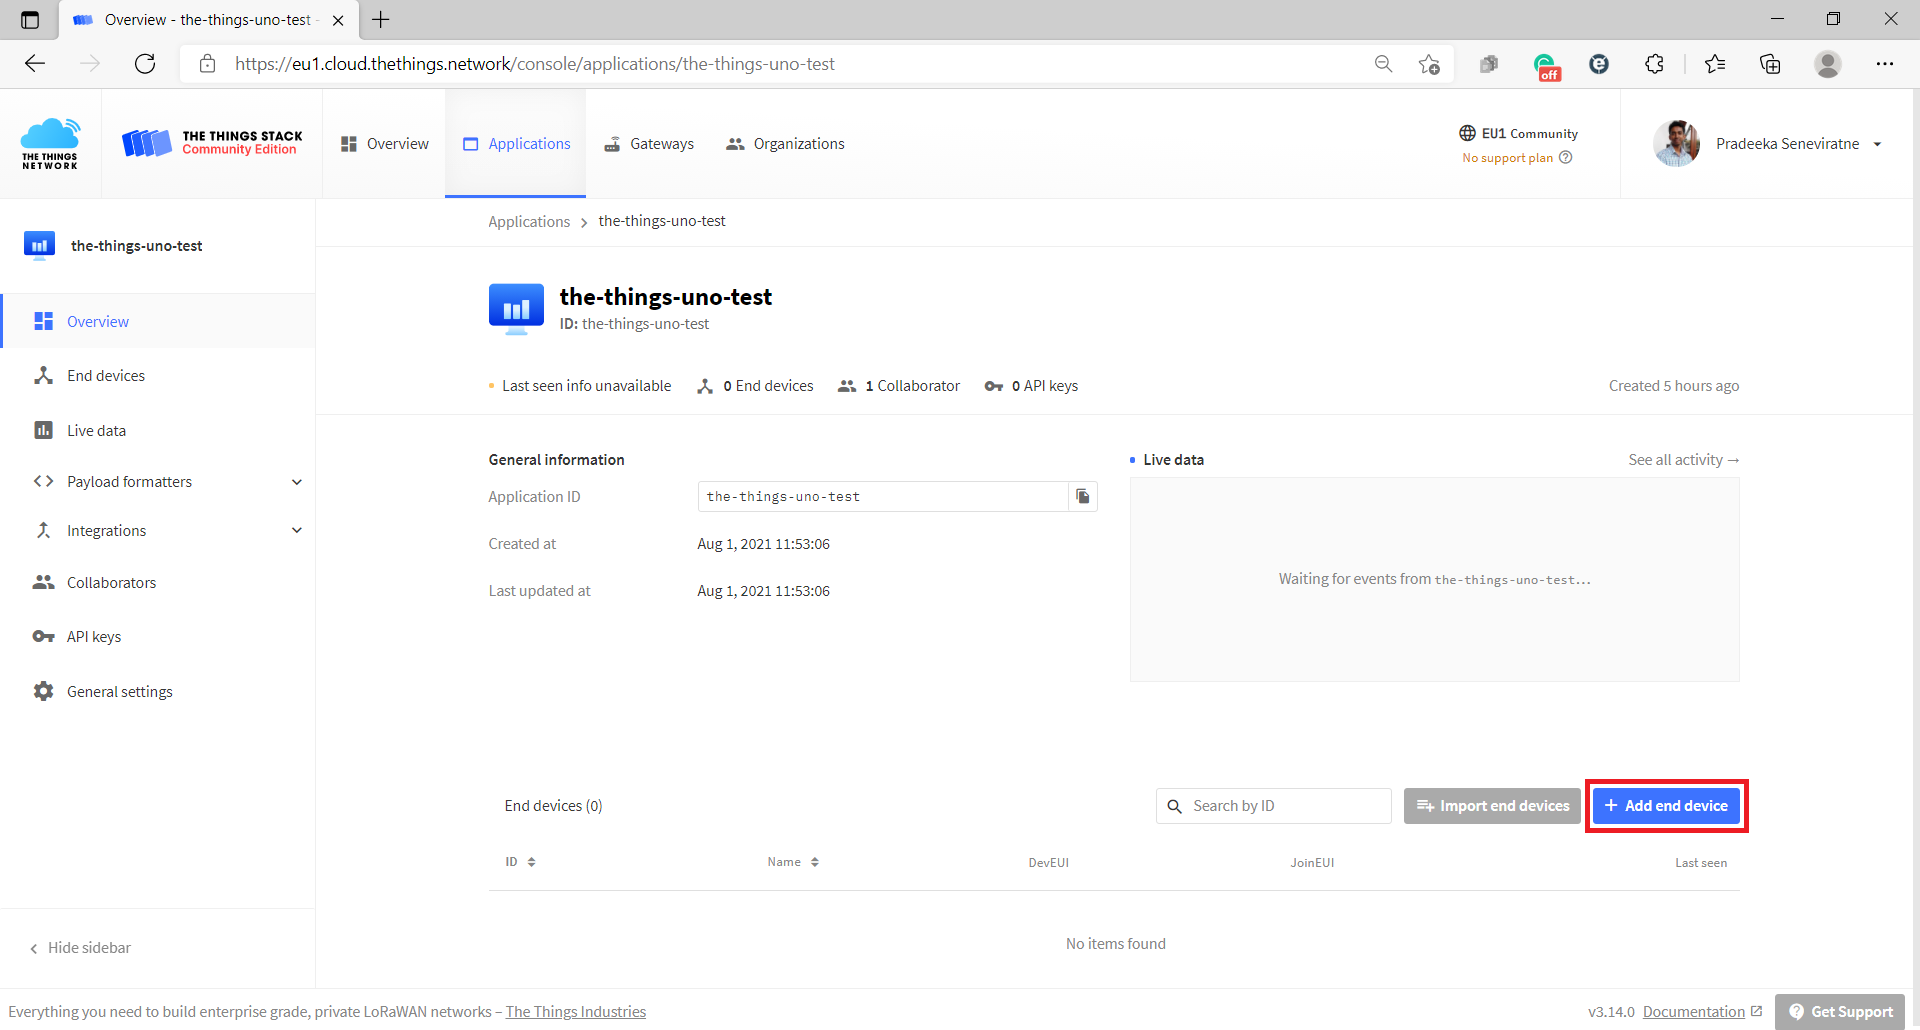 Overview - the-things-uno-test -
https://eu1.cloud.thethings.network/console/applications/the-things-uno-test
off
THE THINGS
NETWORK
THE THINGS STACK
Community Edition
Overview
Applications
Gateways
Organizations
EU1 Community
No support plan
Pradeeka Seneviratne
the-things-uno-test
Overview
End devices
Live data
Payload formatters
Integrations
Collaborators
API keys
General settings
Hide sidebar
Applications > the-things-uno-test
the-things-uno-test
ID: the-things-uno-test
Last seen info unavailable
0 End devices
1 Collaborator
0 API keys
Created 5 hours ago
General information
Application ID the-things-uno-test
Created at Aug 1, 2021 11:53:06
Last updated at Aug 1, 2021 11:53:06
Live data
See all activity →
Waiting for events from the-things-uno-test...
End devices (0)
Search by ID
Import end devices
+ Add end device
ID Name DevEUI JoinEUI Last seen
No items found
Everything you need to build enterprise grade, private LoRaWAN networks – The Things Industries
v3.14.0 Documentation
Get Support